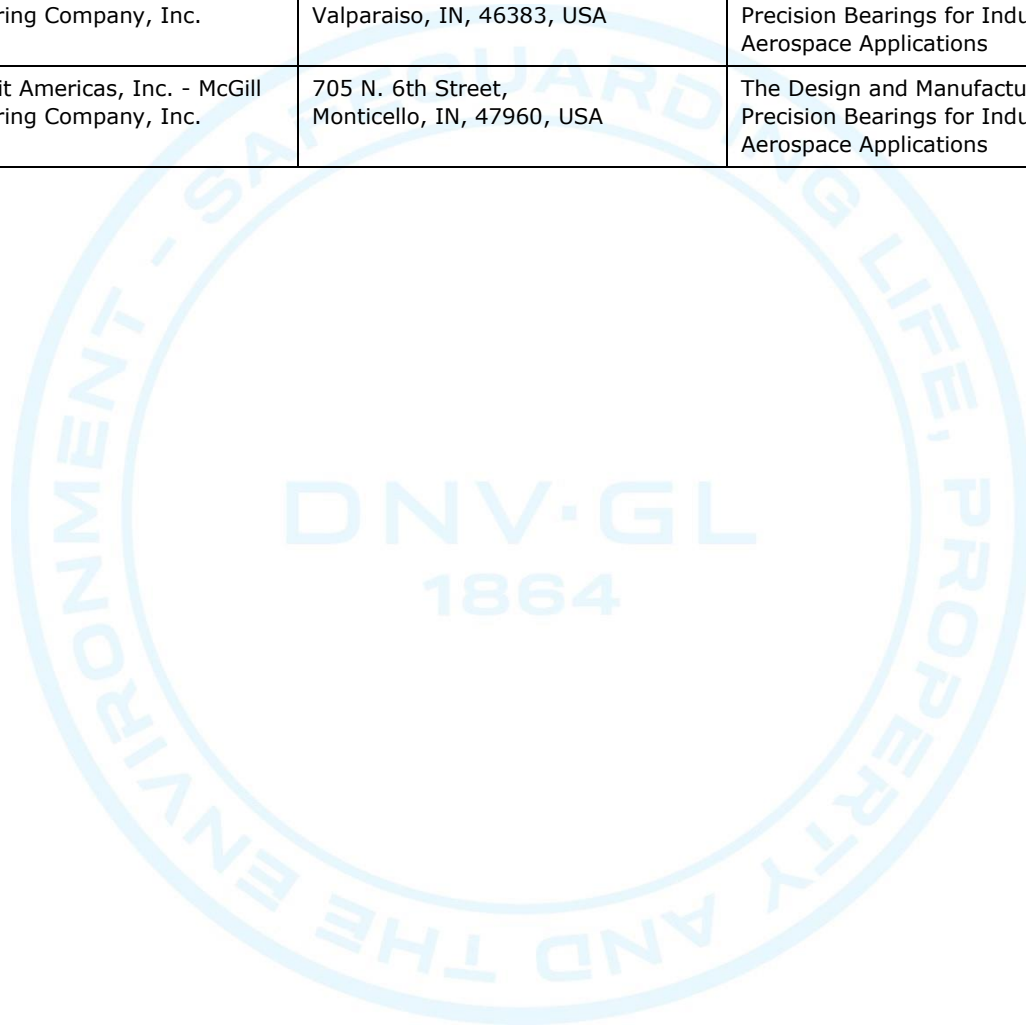 ring Company, Inc.
Valparaiso, IN, 46383, USA
Precision Bearings for Indu
Aerospace Applications
it Americas, Inc. - McGill
ring Company, Inc.
705 N. 6th Street,
Monticello, IN, 47960, USA
The Design and Manufactu
Precision Bearings for Indu
Aerospace Applications
SAFEGUARDING LIFE, PROPERTY AND THE ENVIRONMENT -
DNV·GL
1864